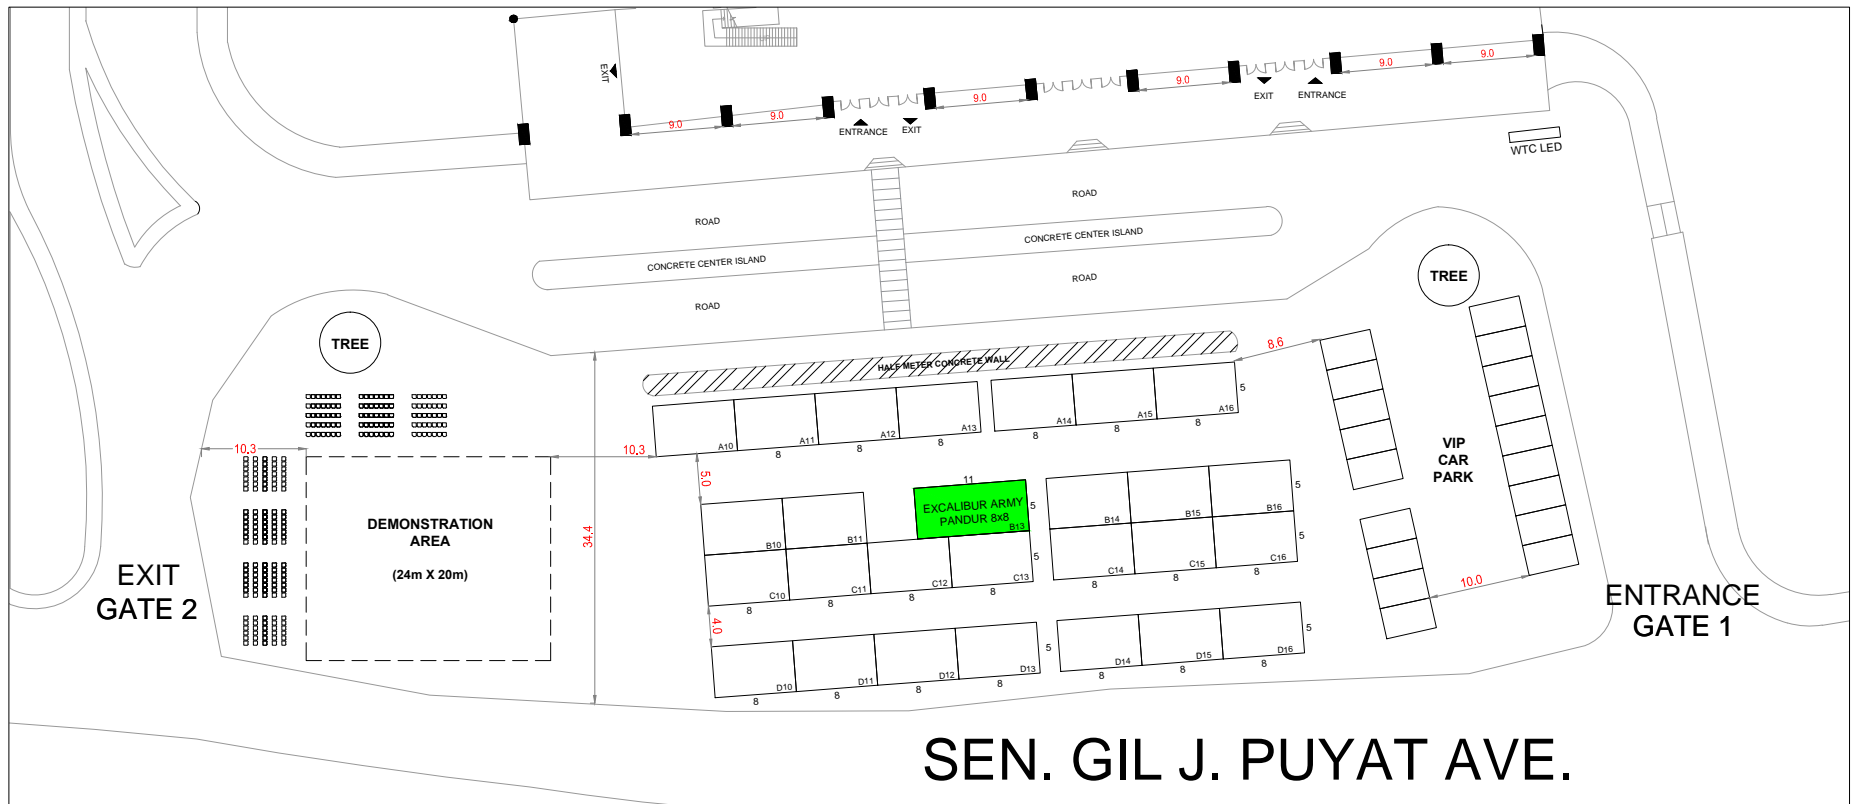 UP
EXIT
9.0
9.0
9.0
9.0
9.0
9.0
ENTRANCE
EXIT
EXIT
ENTRANCE
WTC LED
ROAD
ROAD
CONCRETE CENTER ISLAND
CONCRETE CENTER ISLAND
ROAD
ROAD
TREE
TREE
HALF METER CONCRETE WALL
8.6
10.3
10.3
34.4
5.0
4.0
10.0
A10
A11
A12
A13
A14
A15
A16
5
8
8
8
8
8
8
11
EXCALIBUR ARMY
PANDUR 8x8
B13
5
B10
B11
B14
B15
B16
5
C10
C11
C12
C13
5
C14
C15
C16
5
8
8
8
8
8
8
8
D10
D11
D12
D13
5
D14
D15
D16
5
8
8
8
8
8
8
8
DEMONSTRATION
AREA
(24m X 20m)
VIP
CAR
PARK
EXIT
GATE 2
ENTRANCE
GATE 1
SEN. GIL J. PUYAT AVE.